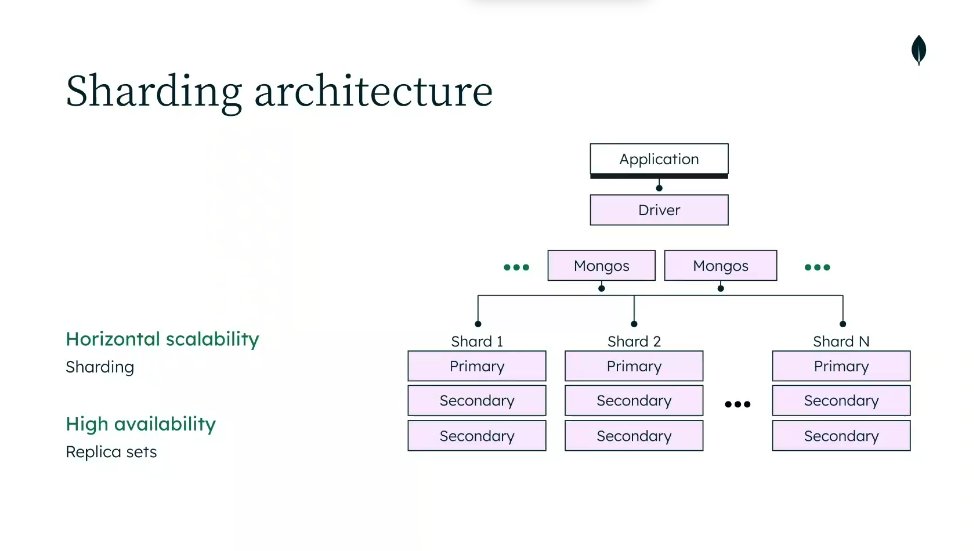 Sharding architecture
Application
Driver
Mongos Mongos
Horizontal scalability
Sharding
High availability
Replica sets
Shard 1 Shard 2 Shard N
Primary Primary Primary
Secondary Secondary Secondary
Secondary Secondary Secondary